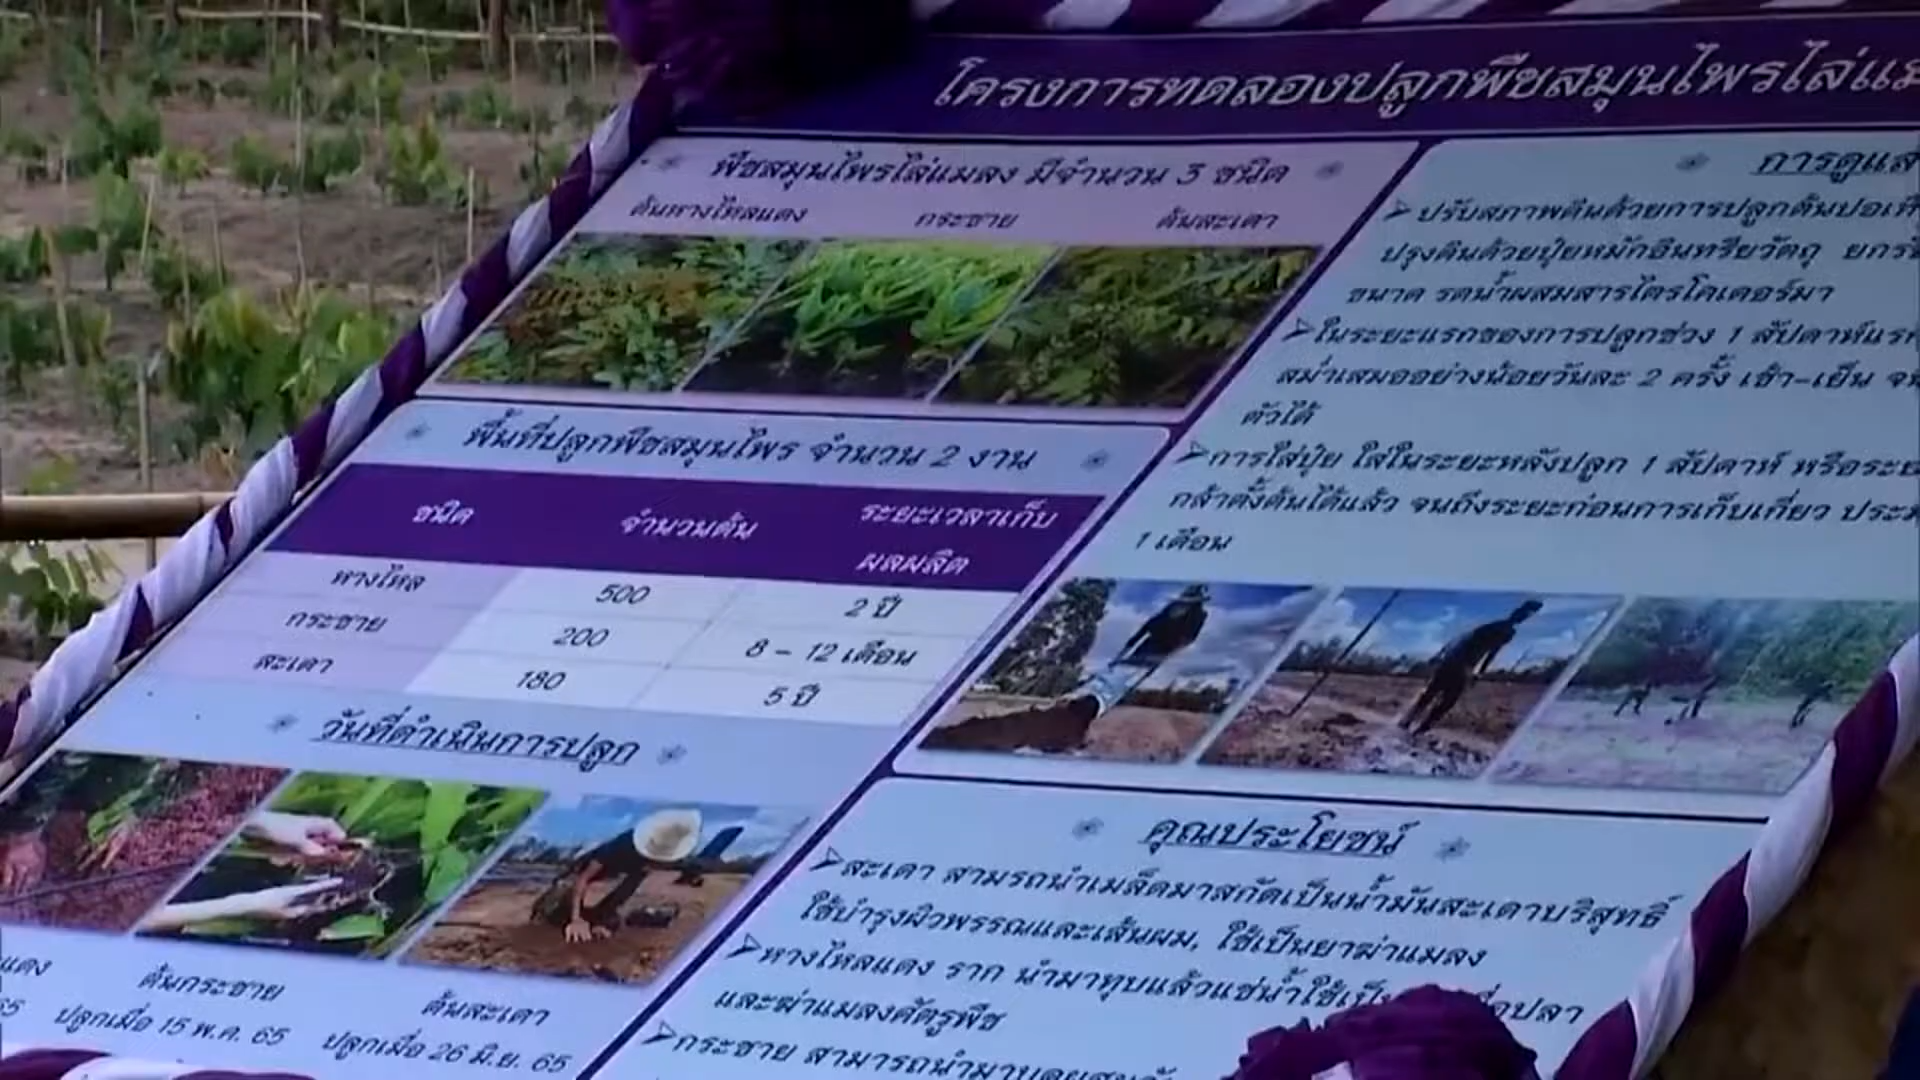 โครงการทดลองปลูกพืชสมุนไพรไล่แม
พืชสมุนไพรไล่แมลง มีจำนวน 3 ชนิด
ต้นหางไหลแดง กระชาย ต้นสะเดา
พื้นที่ปลูกพืชสมุนไพร จำนวน 2 งาน
ชนิด จำนวนต้น ระยะเวลาเก็บ
ผลผลิต
หางไหล 500 2 ปี
กระชาย 200 8 - 12 เดือน
สะเดา 180 5 ปี
วันที่ดำเนินการปลูก
แดง ต้นกระชาย ต้นสะเดา
65 ปลูกเมื่อ 15 พ.ค. 65 ปลูกเมื่อ 26 มิ.ย. 65
การดูแล
ปรับสภาพดินด้วยการปลูกต้นปอเที
ปรุงดินด้วยปุ๋ยหมักอินทรียวัตถุ ยกร่
ขนาด รดน้ำผสมสารไตรโคเดอร์มา
ในระยะแรกของการปลูกช่วง 1 สัปดาห์แรก
สม่ำเสมออย่างน้อยวันละ 2 ครั้ง เช้า-เย็น
ตัวได้
การใส่ปุ๋ย ใส่ในระยะหลังปลูก 1 สัปดาห์ หรือระย
กล้าตั้งต้นได้แล้ว จนถึงระยะก่อนการเก็บเกี่ยว ประม
1 เดือน
คุณประโยชน์
สะเดา สามรถนำเมล็ดมาสกัดเป็นน้ำมันสะเดาบริสุทธิ์
ใช้บำรุงผิวพรรณและเส้นผม, ใช้เป็นยาฆ่าแมลง
หางไหลแดง ราก นำมาทุบแล้วแช่น้ำใช้เป็น อปลา
และฆ่าแมลงศัตรูพืช
กระชาย สามารถนำมา